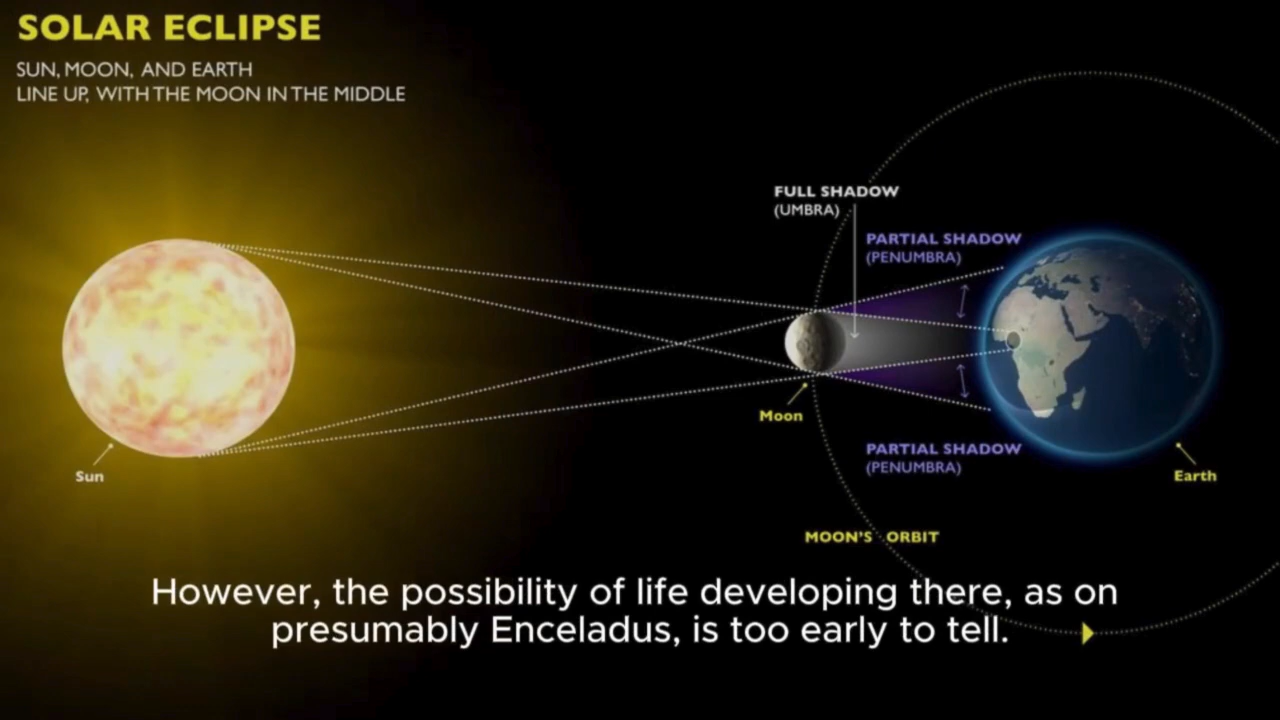 SOLAR ECLIPSE
SUN, MOON, AND EARTH
LINE UP, WITH THE MOON IN THE MIDDLE
FULL SHADOW
(UMBRA)
PARTIAL SHADOW
(PENUMBRA)
Moon
Sun
PARTIAL SHADOW
(PENUMBRA)
Earth
MOON'S ORBIT
However, the possibility of life developing there, as on
presumably Enceladus, is too early to tell.